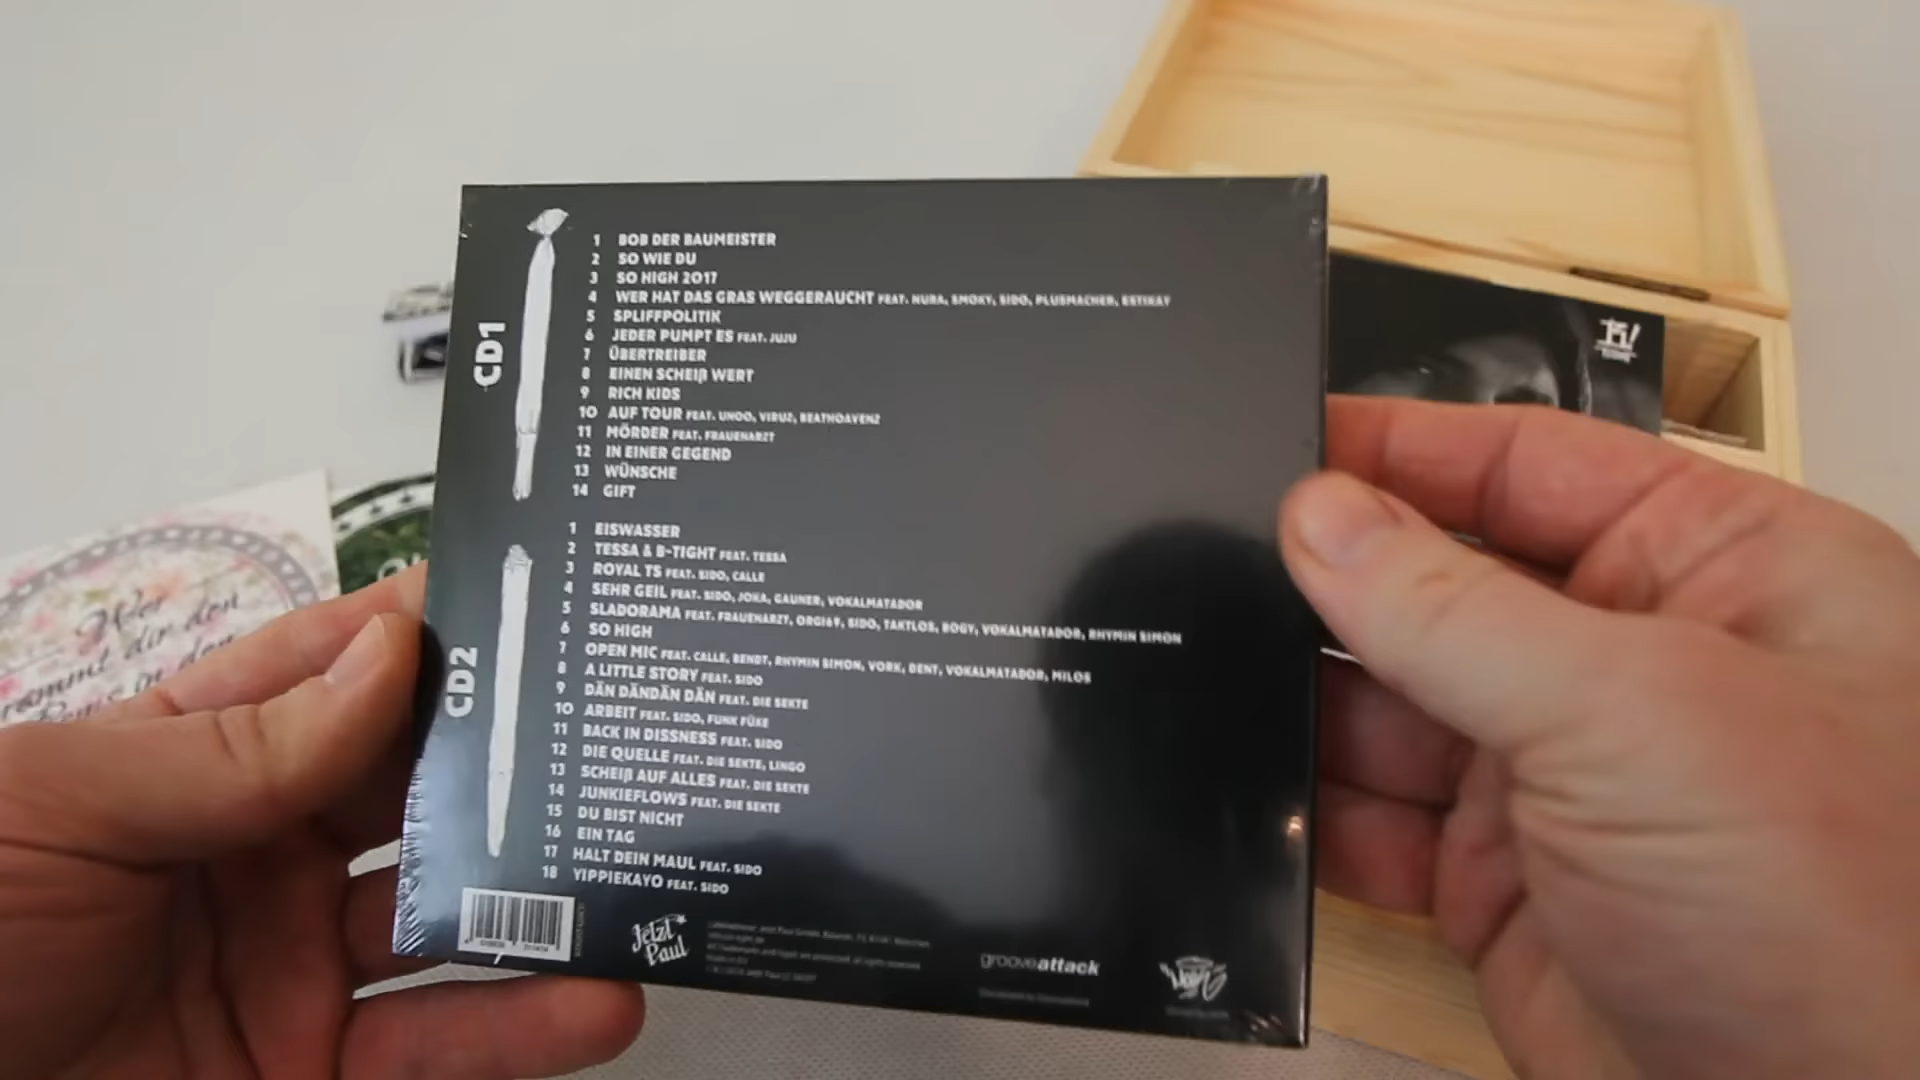 CD1
1 BOB DER BAUMEISTER
2 SO WIE DU
3 SO HIGH 2017
4 WER HAT DAS GRAS WEGGERAUCHT FEAT. NURA, SMOKY, SIDO, PLUSMACHER, ESTIKAY
5 SPLIFFPOLITIK
6 JEDER PUMPT ES FEAT. JUJU
7 ÜBERTREIBER
8 EINEN SCHEIß WERT
9 RICH KIDS
10 AUF TOUR FEAT. UNOO, VIRUZ, BEATHOAVENZ
11 MÖRDER FEAT. FRAUENARZT
12 IN EINER GEGEND
13 WÜNSCHE
14 GIFT
CD2
1 EISWASSER
2 TESSA & B-TIGHT FEAT. TESSA
3 ROYAL TS FEAT. SIDO, CALLE
4 SEHR GEIL FEAT. SIDO, JOKA, GAUNER, VOKALMATADOR
5 SLADORAMA FEAT. FRAUENARZT, ORGI69, SIDO, TAKTLOS, BOGY, VOKALMATADOR, RHYMIN SIMON
6 SO HIGH
7 OPEN MIC FEAT. CALLE, BENDT, RHYMIN SIMON, VORK, DENT, VOKALMATADOR, MILOS
8 A LITTLE STORY FEAT. SIDO
9 DÄN DÄNDÄN DÄN FEAT. DIE SEKTE
10 ARBEIT FEAT. SIDO, FUNK FÜKE
11 BACK IN DISSNESS FEAT. SIDO
12 DIE QUELLE FEAT. DIE SEKTE, LINGO
13 SCHEIß AUF ALLES FEAT. DIE SEKTE
14 JUNKIEFLOWS FEAT. DIE SEKTE
15 DU BIST NICHT
16 EIN TAG
17 HALT DEIN MAUL FEAT. SIDO
18 YIPPIEKAYO FEAT. SIDO
Jetzt
Paul
grooveattack
dir den
in den